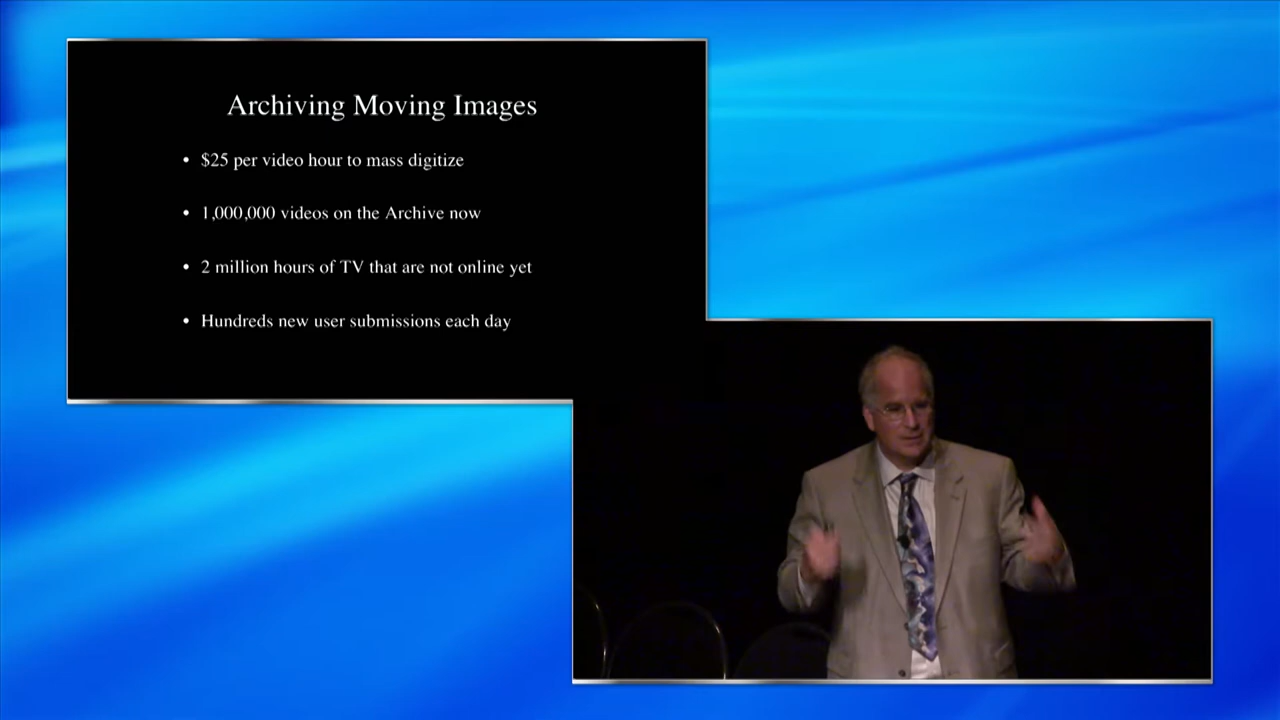 Archiving Moving Images
• $25 per video hour to mass digitize
• 1,000,000 videos on the Archive now
• 2 million hours of TV that are not online yet
• Hundreds new user submissions each day